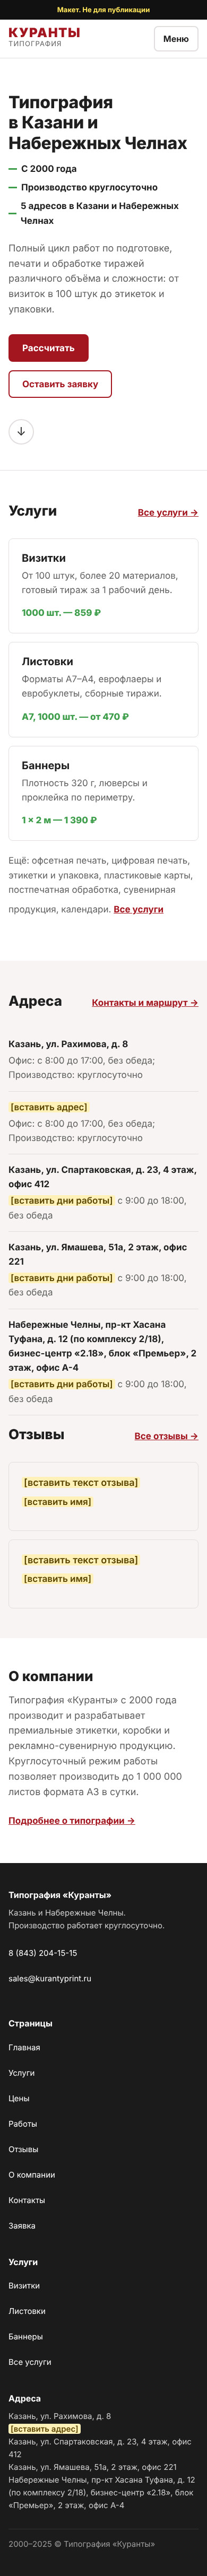 Макет. Не для публикации
КУРАНТЫ
ТИПОГРАФИЯ
Меню
Типография
в Казани и
Набережных Челнах
С 2000 года
Производство круглосуточно
5 адресов в Казани и Набережных
Челнах
Полный цикл работ по подготовке,
печати и обработке тиражей
различного объёма и сложности: от
визиток в 100 штук до этикеток и
упаковки.
Рассчитать
Оставить заявку
↓
Услуги
Все услуги →
Визитки
От 100 штук, более 20 материалов,
готовый тираж за 1 рабочий день.
1000 шт. — 859 ₽
Листовки
Форматы А7–А4, еврофлаеры и
евробуклеты, сборные тиражи.
А7, 1000 шт. — от 470 ₽
Баннеры
Плотность 320 г, люверсы и
проклейка по периметру.
1 × 2 м — 1 390 ₽
Ещё: офсетная печать, цифровая печать,
этикетки и упаковка, пластиковые карты,
постпечатная обработка, сувенирная
продукция, календари. Все услуги
Адреса
Контакты и маршрут →
Казань, ул. Рахимова, д. 8
Офис: с 8:00 до 17:00, без обеда;
Производство: круглосуточно
[вставить адрес]
Офис: с 8:00 до 17:00, без обеда;
Производство: круглосуточно
Казань, ул. Спартаковская, д. 23, 4 этаж,
офис 412
[вставить дни работы] с 9:00 до 18:00,
без обеда
Казань, ул. Ямашева, 51а, 2 этаж, офис
221
[вставить дни работы] с 9:00 до 18:00,
без обеда
Набережные Челны, пр-кт Хасана
Туфана, д. 12 (по комплексу 2/18),
бизнес-центр «2.18», блок «Премьер», 2
этаж, офис А-4
[вставить дни работы] с 9:00 до 18:00,
без обеда
Отзывы
Все отзывы →
[вставить текст отзыва]
[вставить имя]
[вставить текст отзыва]
[вставить имя]
О компании
Типография «Куранты» с 2000 года
производит и разрабатывает
премиальные этикетки, коробки и
рекламно-сувенирную продукцию.
Круглосуточный режим работы
позволяет производить до 1 000 000
листов формата А3 в сутки.
Подробнее о типографии →
Типография «Куранты»
Казань и Набережные Челны.
Производство работает круглосуточно.
8 (843) 204-15-15
sales@kurantyprint.ru
Страницы
Главная
Услуги
Цены
Работы
Отзывы
О компании
Контакты
Заявка
Услуги
Визитки
Листовки
Баннеры
Все услуги
Адреса
Казань, ул. Рахимова, д. 8
[вставить адрес]
Казань, ул. Спартаковская, д. 23, 4 этаж, офис
412
Казань, ул. Ямашева, 51а, 2 этаж, офис 221
Набережные Челны, пр-кт Хасана Туфана, д. 12
(по комплексу 2/18), бизнес-центр «2.18», блок
«Премьер», 2 этаж, офис А-4
2000–2025 © Типография «Куранты»